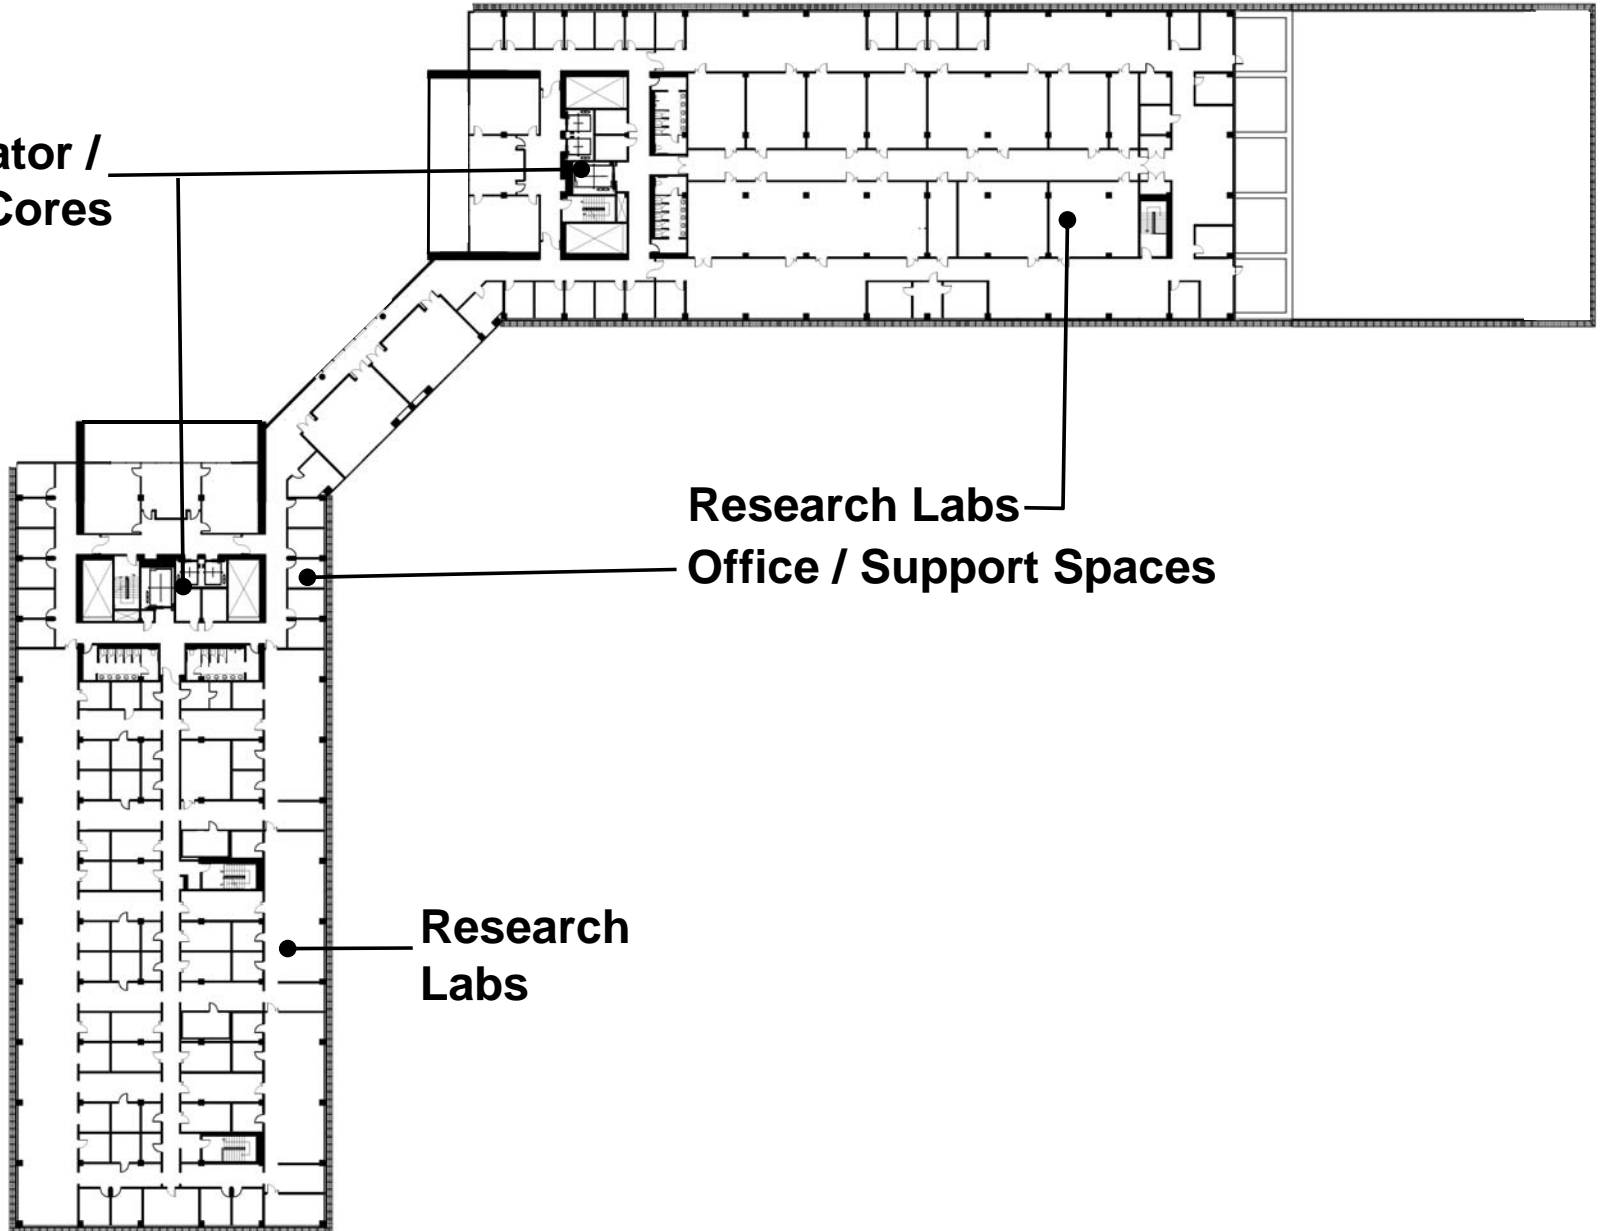 ator /
Cores
Research Labs
Office / Support Spaces
Research
Labs